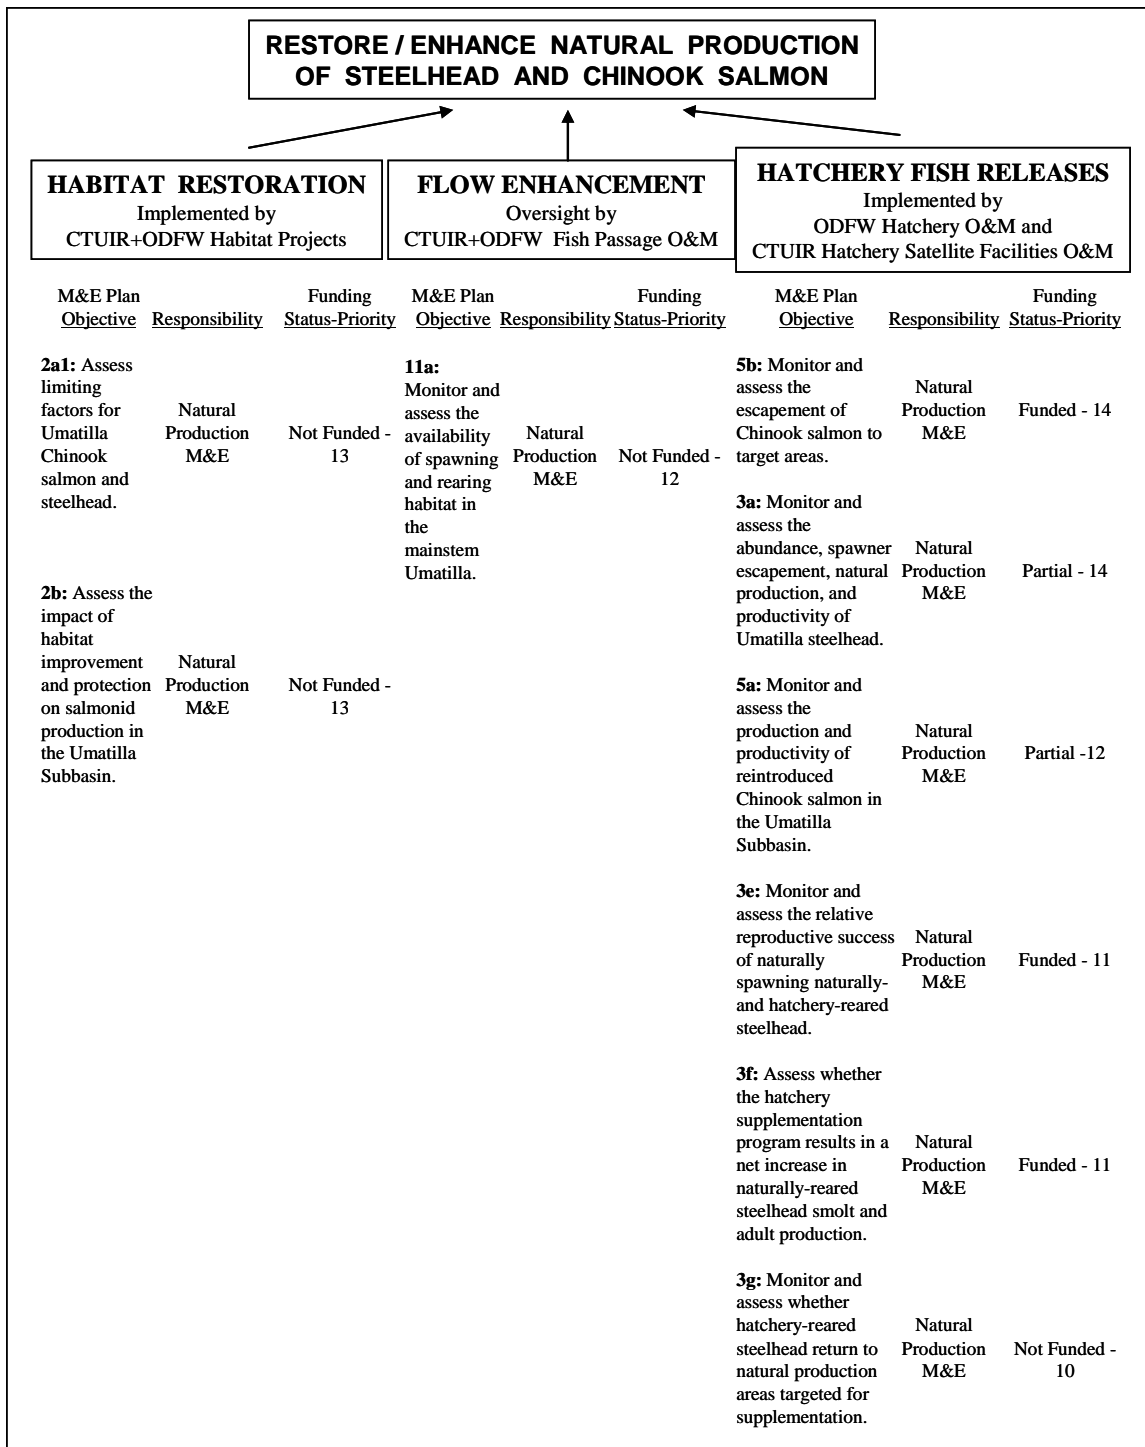 RESTORE / ENHANCE NATURAL PRODUCTION
OF STEELHEAD AND CHINOOK SALMON
HABITAT RESTORATION
Implemented by
CTUIR+ODFW Habitat Projects
FLOW ENHANCEMENT
Oversight by
CTUIR+ODFW Fish Passage O&M
HATCHERY FISH RELEASES
Implemented by
ODFW Hatchery O&M and
CTUIR Hatchery Satellite Facilities O&M
M&E Plan
Objective
Responsibility
Funding
Status-Priority
2a1: Assess
limiting
factors for
Umatilla
Chinook
salmon and
steelhead.
Natural
Production
M&E
Not Funded -
13
2b: Assess the
impact of
habitat
improvement
and protection
on salmonid
production in
the Umatilla
Subbasin.
Natural
Production
M&E
Not Funded -
13
M&E Plan
Objective
Responsibility
Funding
Status-Priority
11a:
Monitor and
assess the
availability
of spawning
and rearing
habitat in
the
mainstem
Umatilla.
Natural
Production
M&E
Not Funded -
12
M&E Plan
Objective
Responsibility
Funding
Status-Priority
5b: Monitor and
assess the
escapement of
Chinook salmon to
target areas.
Natural
Production
M&E
Funded - 14
3a: Monitor and
assess the
abundance, spawner
escapement, natural
production, and
productivity of
Umatilla steelhead.
Natural
Production
M&E
Partial - 14
5a: Monitor and
assess the
production and
productivity of
reintroduced
Chinook salmon in
the Umatilla
Subbasin.
Natural
Production
M&E
Partial -12
3e: Monitor and
assess the relative
reproductive success
of naturally
spawning naturally-
and hatchery-reared
steelhead.
Natural
Production
M&E
Funded - 11
3f: Assess whether
the hatchery
supplementation
program results in a
net increase in
naturally-reared
steelhead smolt and
adult production.
Natural
Production
M&E
Funded - 11
3g: Monitor and
assess whether
hatchery-reared
steelhead return to
natural production
areas targeted for
supplementation.
Natural
Production
M&E
Not Funded -
10